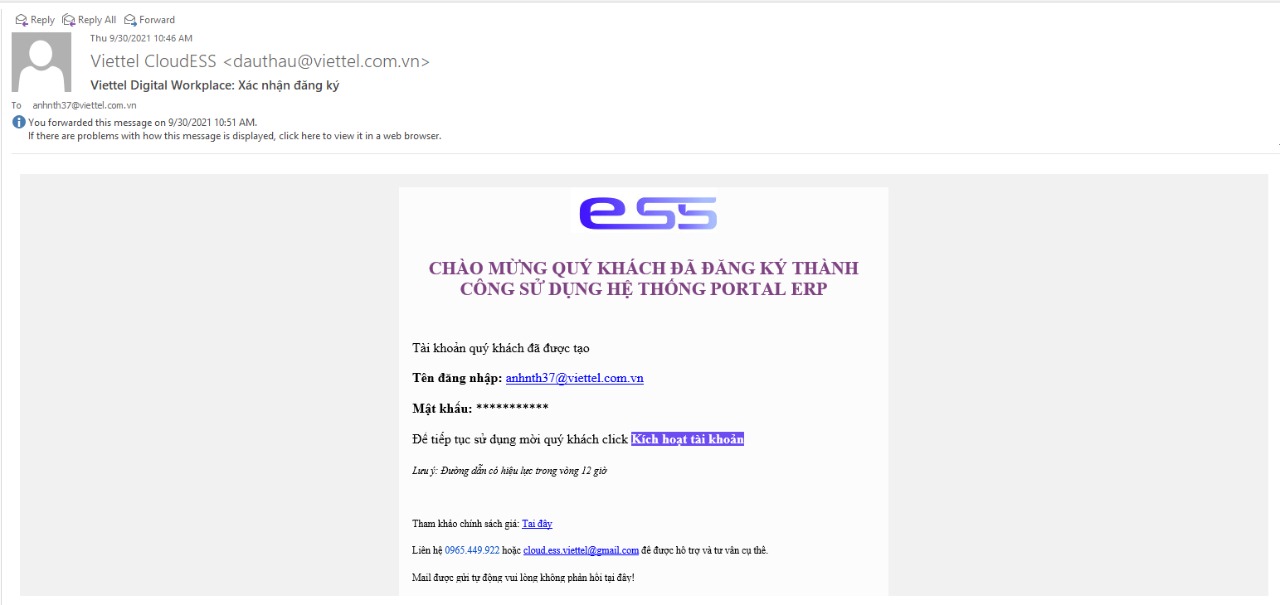 Reply Reply All Forward
Thu 9/30/2021 10:46 AM
Viettel CloudESS <dauthau@viettel.com.vn>
Viettel Digital Workplace: Xác nhận đăng ký
To anhnth37@viettel.com.vn
You forwarded this message on 9/30/2021 10:51 AM.
If there are problems with how this message is displayed, click here to view it in a web browser.
ess
CHÀO MỪNG QUÝ KHÁCH ĐÃ ĐĂNG KÝ THÀNH
CÔNG SỬ DỤNG HỆ THỐNG PORTAL ERP
Tài khoản quý khách đã được tạo
Tên đăng nhập: anhnth37@viettel.com.vn
Mật khẩu: ***********
Để tiếp tục sử dụng mời quý khách click Kích hoạt tài khoản
Lưu ý: Đường dẫn có hiệu lực trong vòng 12 giờ
Tham khảo chính sách giá: Tại đây
Liên hệ 0965.449.922 hoặc cloud.ess.viettel@gmail.com để được hỗ trợ và tư vấn cụ thể.
Mail được gửi tự động vui lòng không phản hồi tại đây!